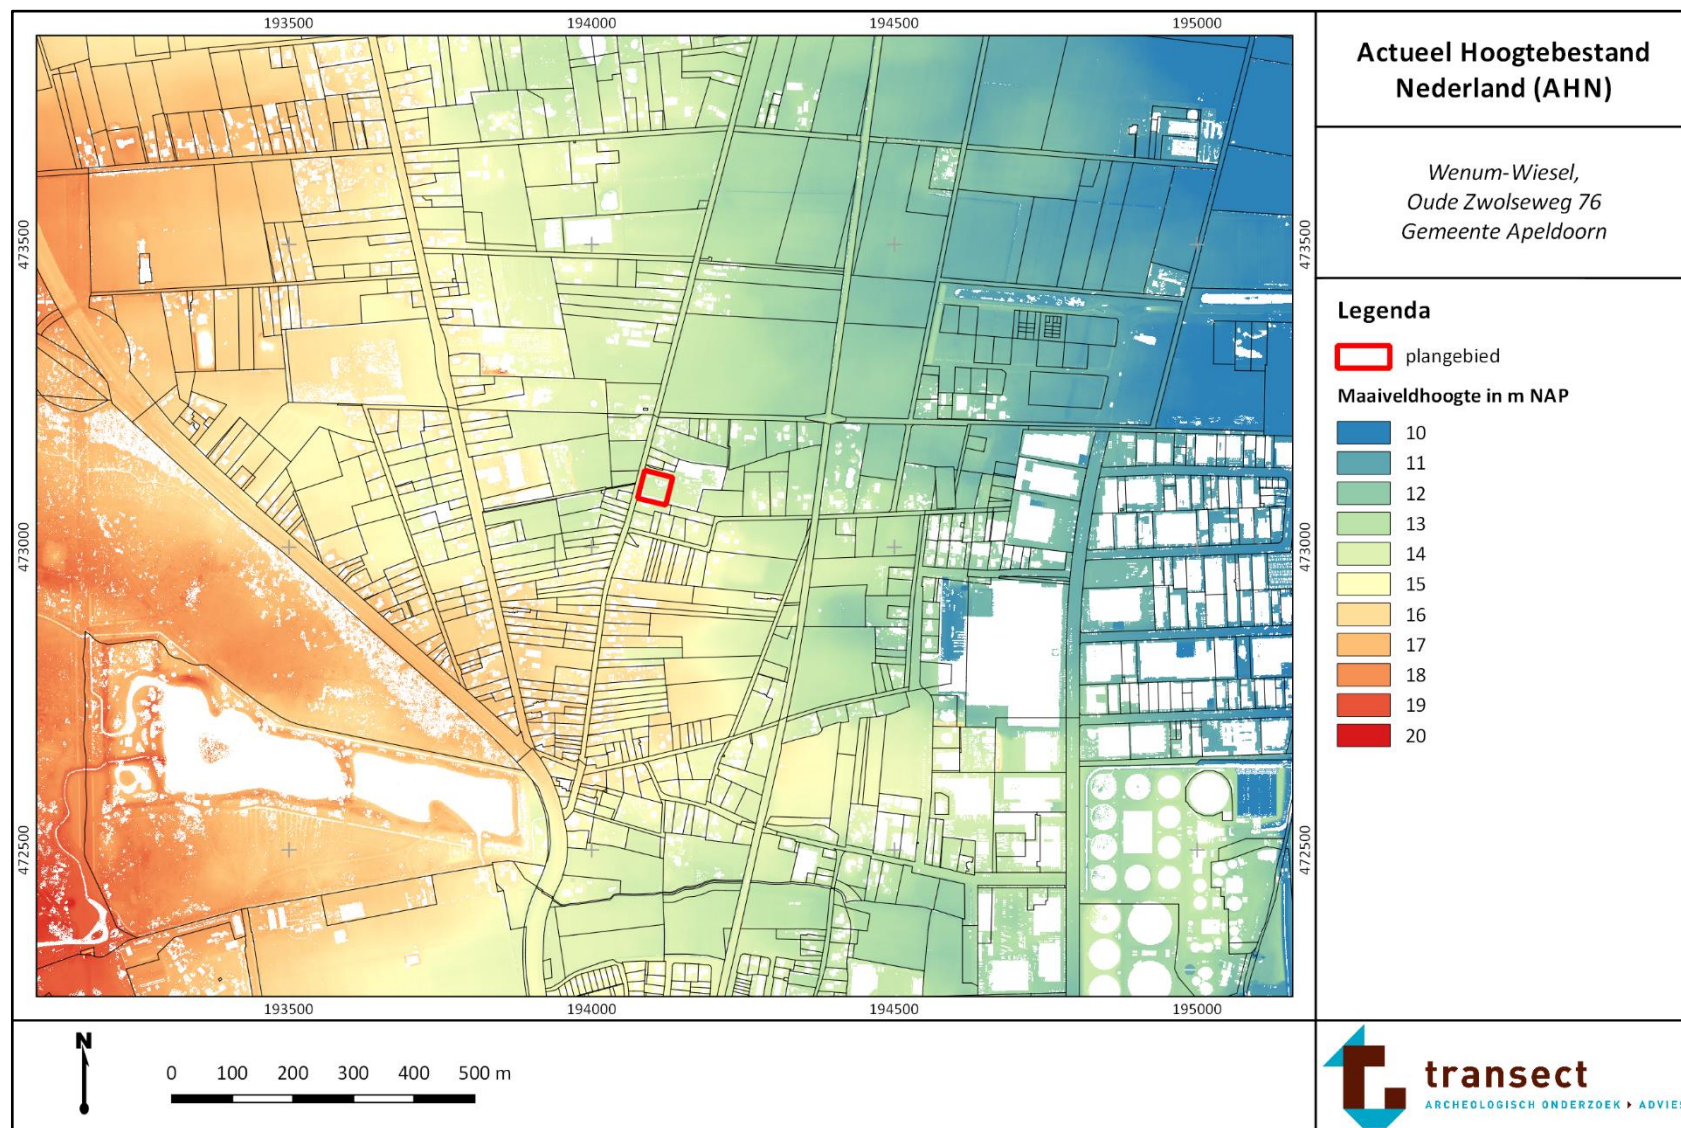 193500
194000
194500
195000
473500
473000
472500
473500
473000
472500
193500
194000
194500
195000
Actueel Hoogtebestand
Nederland (AHN)
Wenum-Wiesel,
Oude Zwolseweg 76
Gemeente Apeldoorn
Legenda
plangebied
Maaiveldhoogte in m NAP
10
11
12
13
14
15
16
17
18
19
20
N
0 100 200 300 400 500 m
transect
ARCHEOLOGISCH ONDERZOEK ADVIES